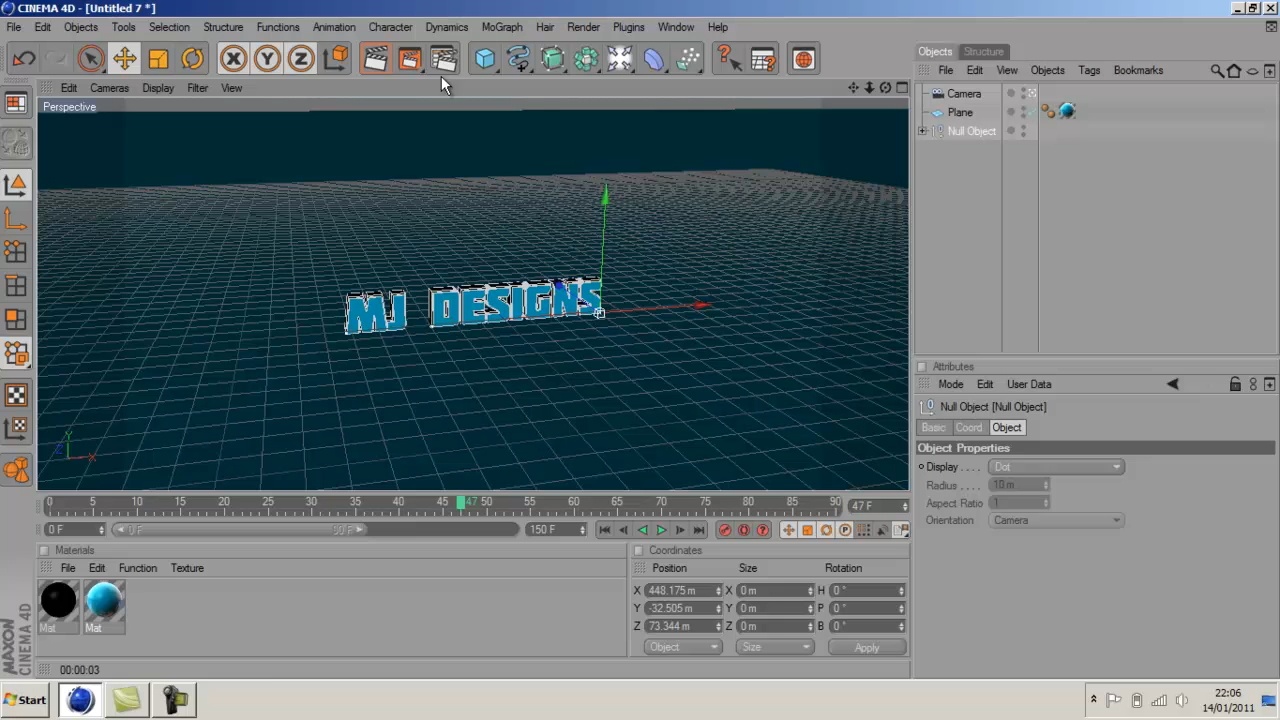 CINEMA 4D - [Untitled 7 *]
File Edit Objects Tools Selection Structure Functions Animation Character Dynamics MoGraph Hair Render Plugins Window Help
X Y Z
Objects Structure
File Edit View Objects Tags Bookmarks
Edit Cameras Display Filter View
Perspective
Camera
Plane
Null Object
MJ DESIGNS
Y
Z X
Attributes
Mode Edit User Data
Null Object [Null Object]
Basic Coord Object
Object Properties
Display . . . . Dot
Radius . . . . 10 m
Aspect Ratio 1
Orientation Camera
0 5 10 15 20 25 30 35 40 45 47 50 55 60 65 70 75 80 85 90 47 F
0 F 0 F 90 F 150 F
Materials
File Edit Function Texture
Mat Mat
Coordinates
Position Size Rotation
X 448.175 m X 0 m H 0 °
Y -32.505 m Y 0 m P 0 °
Z 73.344 m Z 0 m B 0 °
Object Size Apply
MAXON
CINEMA 4D
00:00:03
Start
22:06
14/01/2011